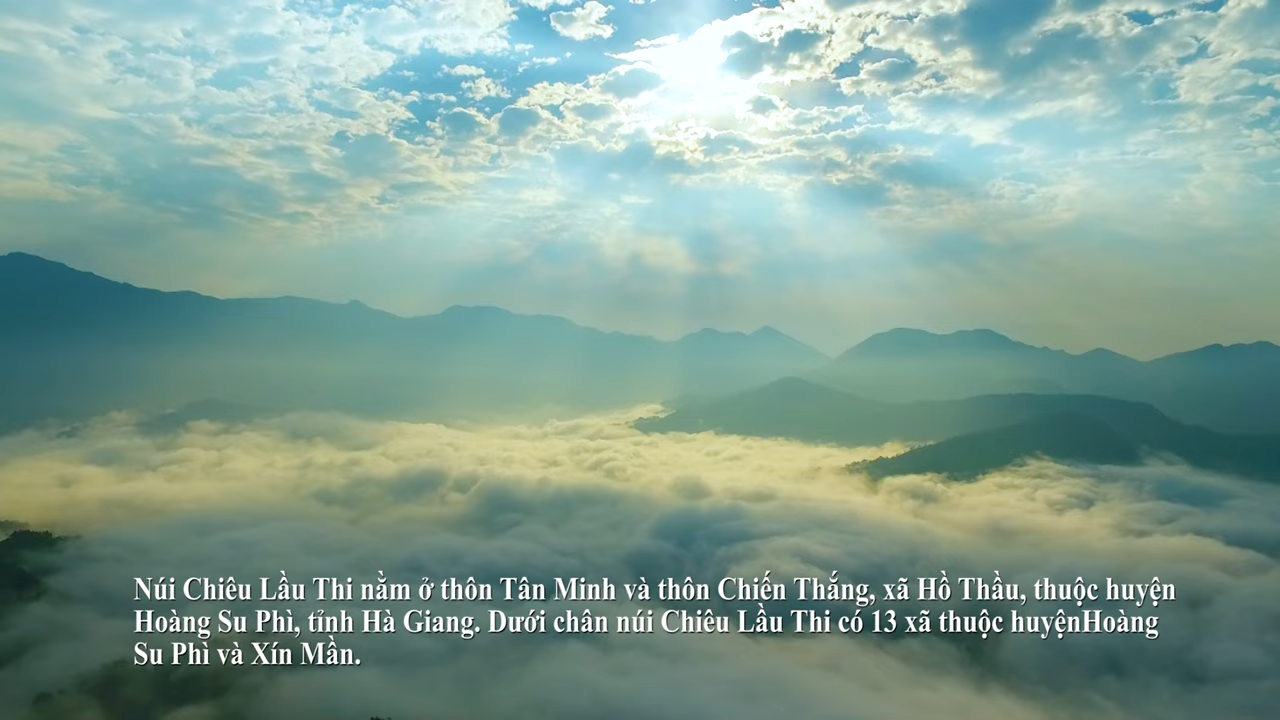 Núi Chiêu Lầu Thi nằm ở thôn Tân Minh và thôn Chiến Thắng, xã Hồ Thầu, thuộc huyện
Hoàng Su Phì, tỉnh Hà Giang. Dưới chân núi Chiêu Lầu Thi có 13 xã thuộc huyệnHoàng
Su Phì và Xín Mần.